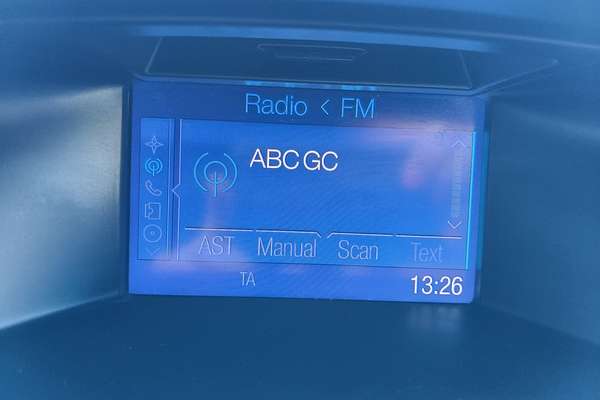 Radio < FM
ABC GC
AST Manual Scan Text
TA 13:26